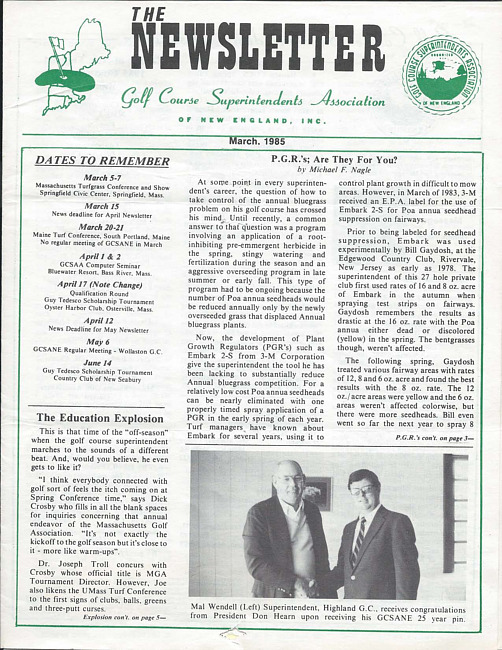 THE
NEWSLETTER
Golf Course Superintendents Association
OF NEW ENGLAND, INC.
GOLF COURSE SUPERINTENDENTS ASSOCIATION
OF NEW ENGLAND
March, 1985
DATES TO REMEMBER
March 5-7
Massachusetts Turfgrass Conference and Show
Springfield Civic Center, Springfield, Mass.
March 15
News deadline for April Newsletter
March 20-21
Maine Turf Conference, South Portland, Maine
No regular meeting of GCSANE in March
April 1 & 2
GCSAA Computer Seminar
Bluewater Resort, Bass River, Mass.
April 17 (Note Change)
Qualification Round
Guy Tedesco Scholarship Tournament
Oyster Harbor Club, Osterville, Mass.
April 12
News Deadline for May Newsletter
May 6
GCSANE Regular Meeting - Wollaston G.C.
June 14
Guy Tedesco Scholarship Tournament
Country Club of New Seabury
The Education Explosion
This is that time of the "off-season"
when the golf course superintendent
marches to the sounds of a different
beat. And, would you believe, he even
gets to like it?
"I think everybody connected with
golf sort of feels the itch coming on at
Spring Conference time," says Dick
Crosby who fills in all the blank spaces
for inquiries concerning that annual
endeavor of the Massachusetts Golf
Association. "It's not exactly the
kickoff to the golf season but it's close to
it - more like warm-ups".
Dr. Joseph Troll concurs with
Crosby whose official title is MGA
Tournament Director. However, Joe
also likens the UMass Turf Conference
to the first signs of clubs, balls, greens
and three-putt curses.
Explosion con't. on page 5—
P.G.R.'s; Are They For You?
by Michael F. Nagle
At some point in every superinten-
dent's career, the question of how to
take control of the annual bluegrass
problem on his golf course has crossed
his mind. Until recently, a common
answer to that question was a program
involving an application of a root-
inhibiting pre-emergent herbicide in
the spring, stingy watering and
fertilization during the season and an
aggressive overseeding program in late
summer or early fall. This type of
program had to be ongoing because the
number of Poa annua seedheads would
be reduced annually only by the newly
overseeded grass that displaced Annual
bluegrass plants.
Now, the development of Plant
Growth Regulators (PGR's) such as
Embark 2-S from 3-M Corporation
give the superintendent the tool he has
been lacking to substantially reduce
Annual bluegrass competition. For a
relatively low cost Poa annua seedheads
can be nearly eliminated with one
properly timed spray application of a
PGR in the early spring of each year.
Turf managers have known about
Embark for several years, using it to
control plant growth in difficult to mow
areas. However, in March of 1983, 3-M
received an E.P.A. label for the use of
Embark 2-S for Poa annua seedhead
suppression on fairways.
Prior to being labeled for seedhead
suppression, Embark was used
experimentally by Bill Gaydosh, at the
Edgewood Country Club, Rivervale,
New Jersey as early as 1978. The
superintendent of this 27 hole private
club first used rates of 16 and 8 oz. acre
of Embark in the autumn when
spraying test strips on fairways.
Gaydosh remembers the results as
drastic at the 16 oz. rate with the Poa
annua either dead or discolored
(yellow) in the spring. The bentgrasses
though, weren't affected.
The following spring, Gaydosh
treated various fairway areas with rates
of 12, 8 and 6 oz. acre and found the best
results with the 8 oz. rate. The 12
oz./acre areas were yellow and the 6 oz.
areas weren't affected colorwise, but
there were more seedheads. Bill even
went so far the next year to spray 8
P.G.R.'s con't. on page 3—
Mal Wendell (Left) Superintendent, Highland G.C., receives congratulations
from President Don Hearn upon receiving his GCSANE 25 year pin.